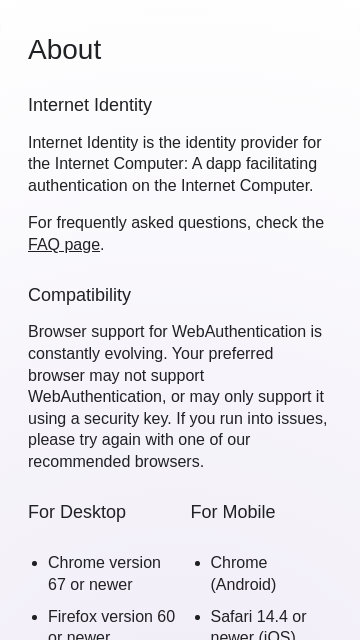 About
Internet Identity
Internet Identity is the identity provider for
the Internet Computer: A dapp facilitating
authentication on the Internet Computer.
For frequently asked questions, check the
FAQ page.
Compatibility
Browser support for WebAuthentication is
constantly evolving. Your preferred
browser may not support
WebAuthentication, or may only support it
using a security key. If you run into issues,
please try again with one of our
recommended browsers.
For Desktop
• Chrome version
67 or newer
• Firefox version 60
or newer
For Mobile
• Chrome
(Android)
• Safari 14.4 or
newer (iOS)